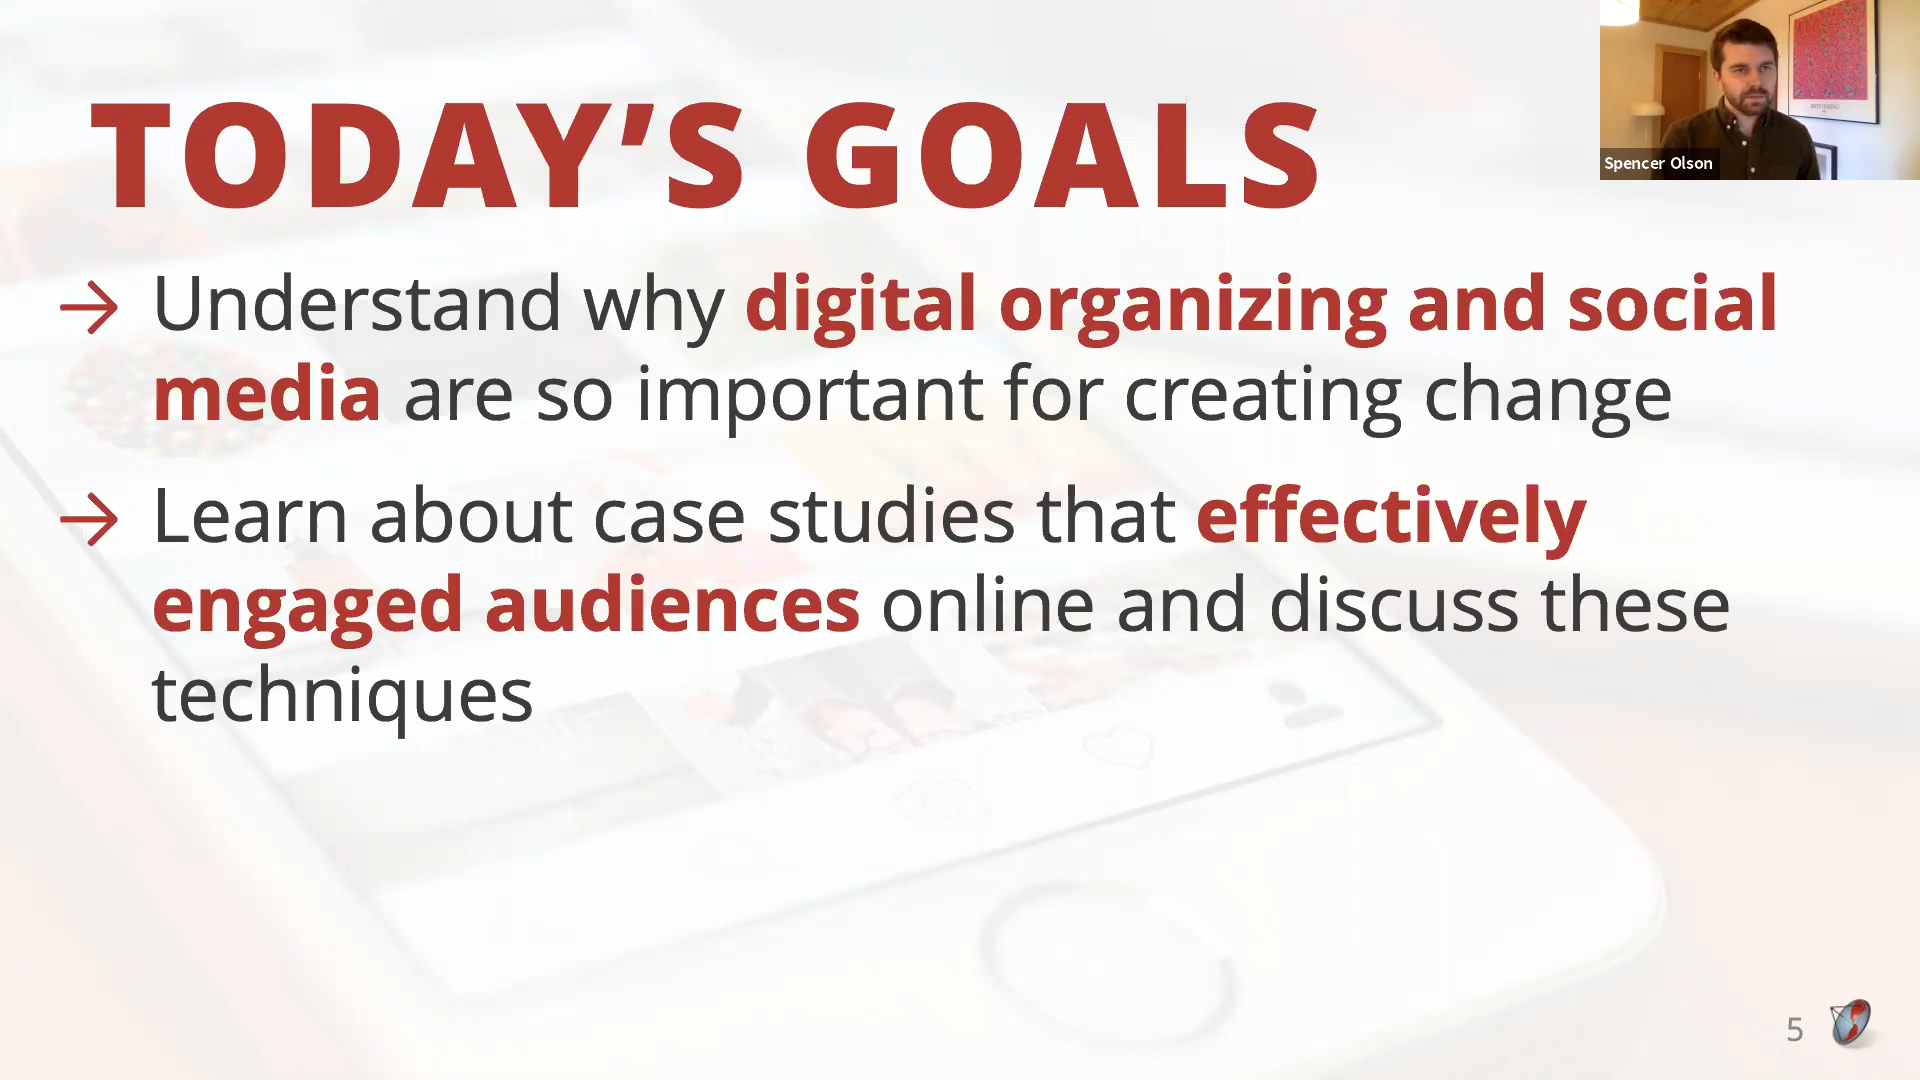 TODAY’S GOALS
→ Understand why digital organizing and social
media are so important for creating change
→ Learn about case studies that effectively
engaged audiences online and discuss these
techniques
Spencer Olson
5